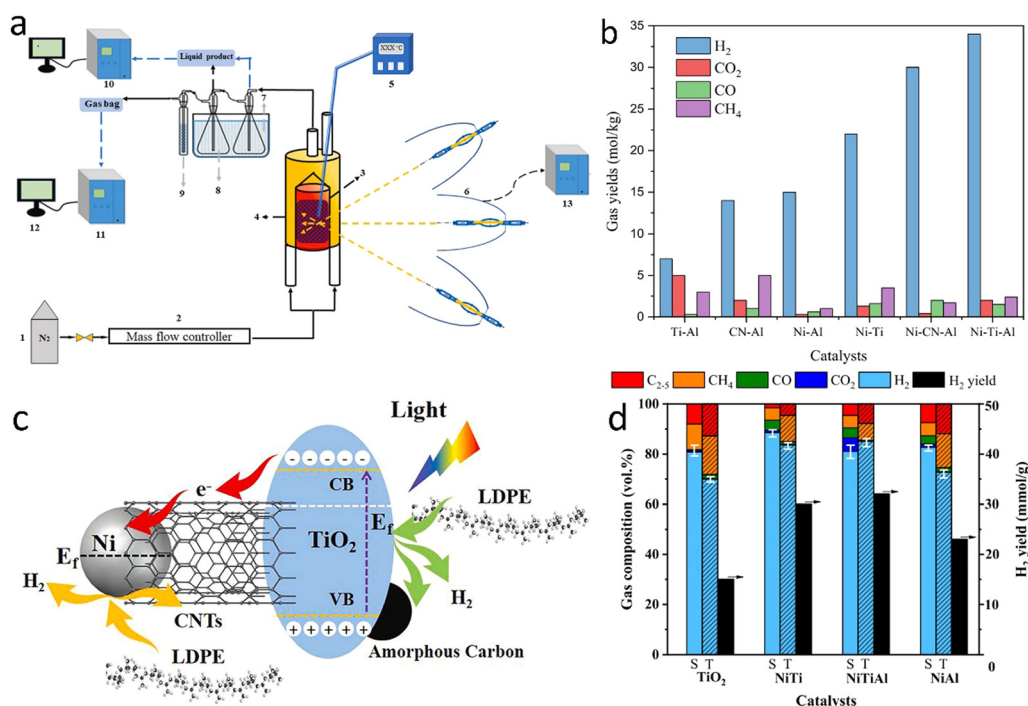 a
XXX °C
Liquid product
10
5
7
Gas bag
9
8
3
6
4
12
11
13
2
1
N₂
Mass flow controller
b
H₂
CO₂
CO
CH₄
Gas yields (mol/kg)
35
30
25
20
15
10
5
0
Ti-Al CN-Al Ni-Al Ni-Ti Ni-CN-Al Ni-Ti-Al
Catalysts
c
Light
CB
e⁻
LDPE
Ni
TiO₂
E_f
E_f
H₂
H₂
VB
CNTs
LDPE
Amorphous Carbon
C₂₋₅ CH₄ CO CO₂ H₂ H₂ yield
d
Gas composition (vol.%)
100
80
60
40
20
0
50
40
30
20
10
0
H₂ yield (mmol/g)
S T S T S T S T
TiO₂ NiTi NiTiAl NiAl
Catalysts